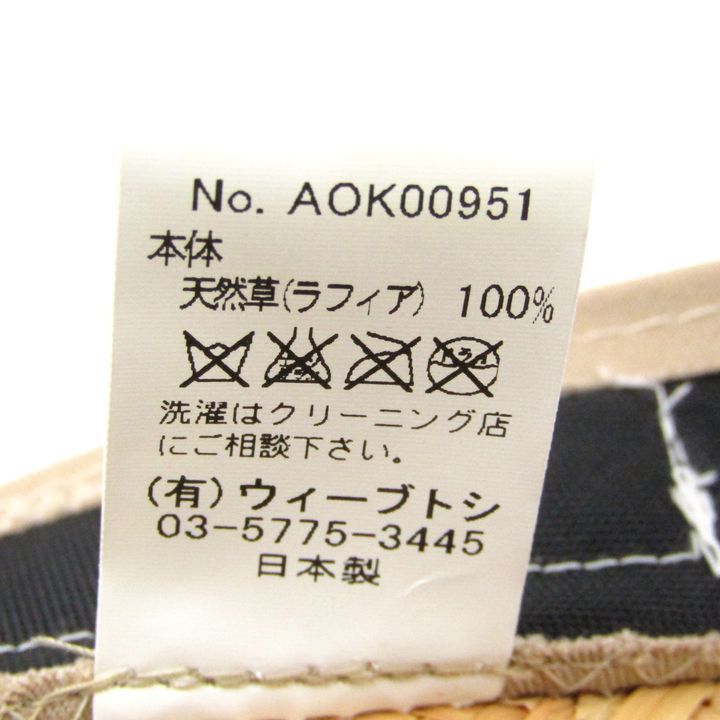 No. AOK00951
本体
天然草(ラフィア) 100%
洗濯はクリーニング店
にご相談下さい。
(有) ウィーブトシ
03-5775-3445
日本製